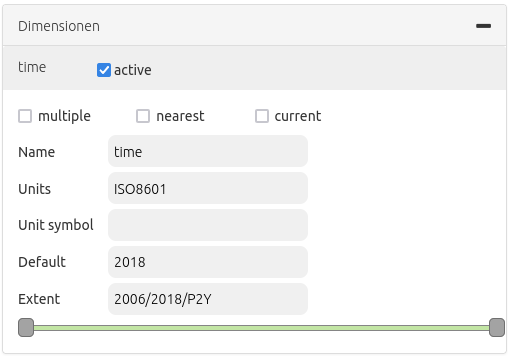 Dimensionen
time active
multiple nearest current
Name time
Units ISO8601
Unit symbol
Default 2018
Extent 2006/2018/P2Y